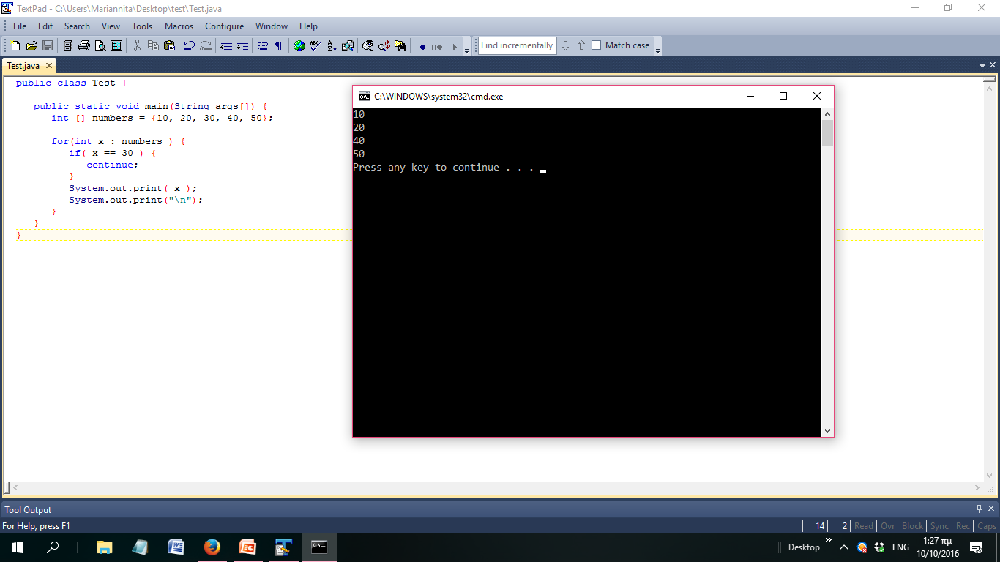 TextPad - C:\Users\Mariannita\Desktop\test\Test.java
File Edit Search View Tools Macros Configure Window Help
Find incrementally Match case
Test.java
public class Test {
public static void main(String args[]) {
int [] numbers = {10, 20, 30, 40, 50};
for(int x : numbers ) {
if( x == 30 ) {
continue;
}
System.out.print( x );
System.out.print("\n");
}
}
}
C:\WINDOWS\system32\cmd.exe
10
20
40
50
Press any key to continue . . .
Tool Output
For Help, press F1 14 2 Read Ovr Block Sync Rec Caps
Desktop ENG 1:27 πμ
10/10/2016